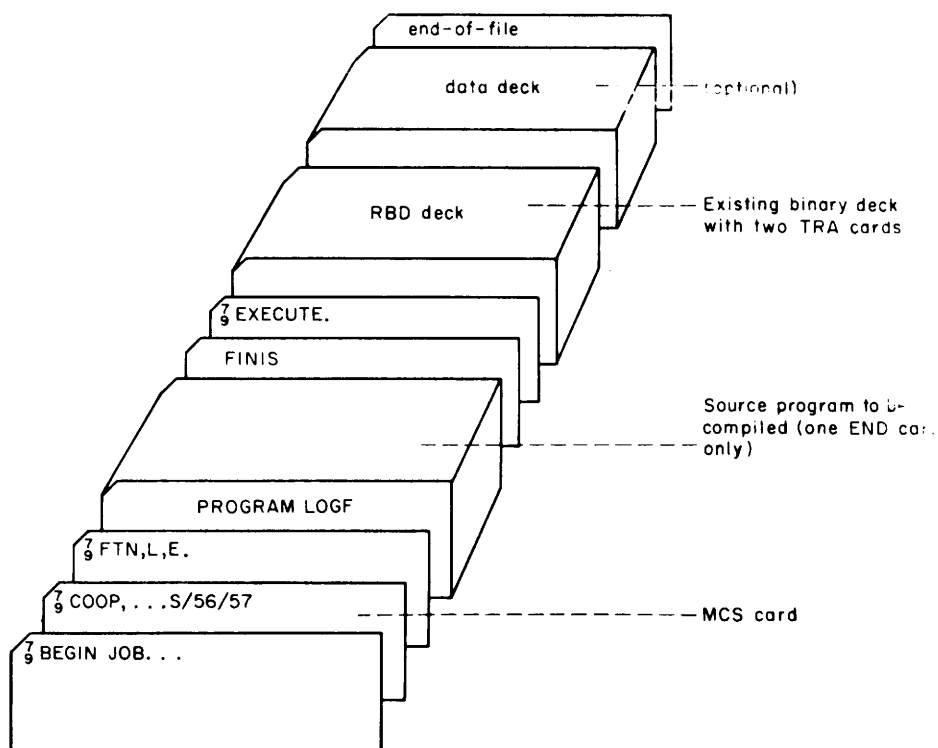 end-of-file
data deck
(optional)
RBD deck
Existing binary deck
with two TRA cards
7
9 EXECUTE.
FINIS
Source program to
compiled (one END
only)
PROGRAM LOGF
7
9 FTN,L,E.
7
9 COOP,...S/56/57
MCS card
7
9 BEGIN JOB...